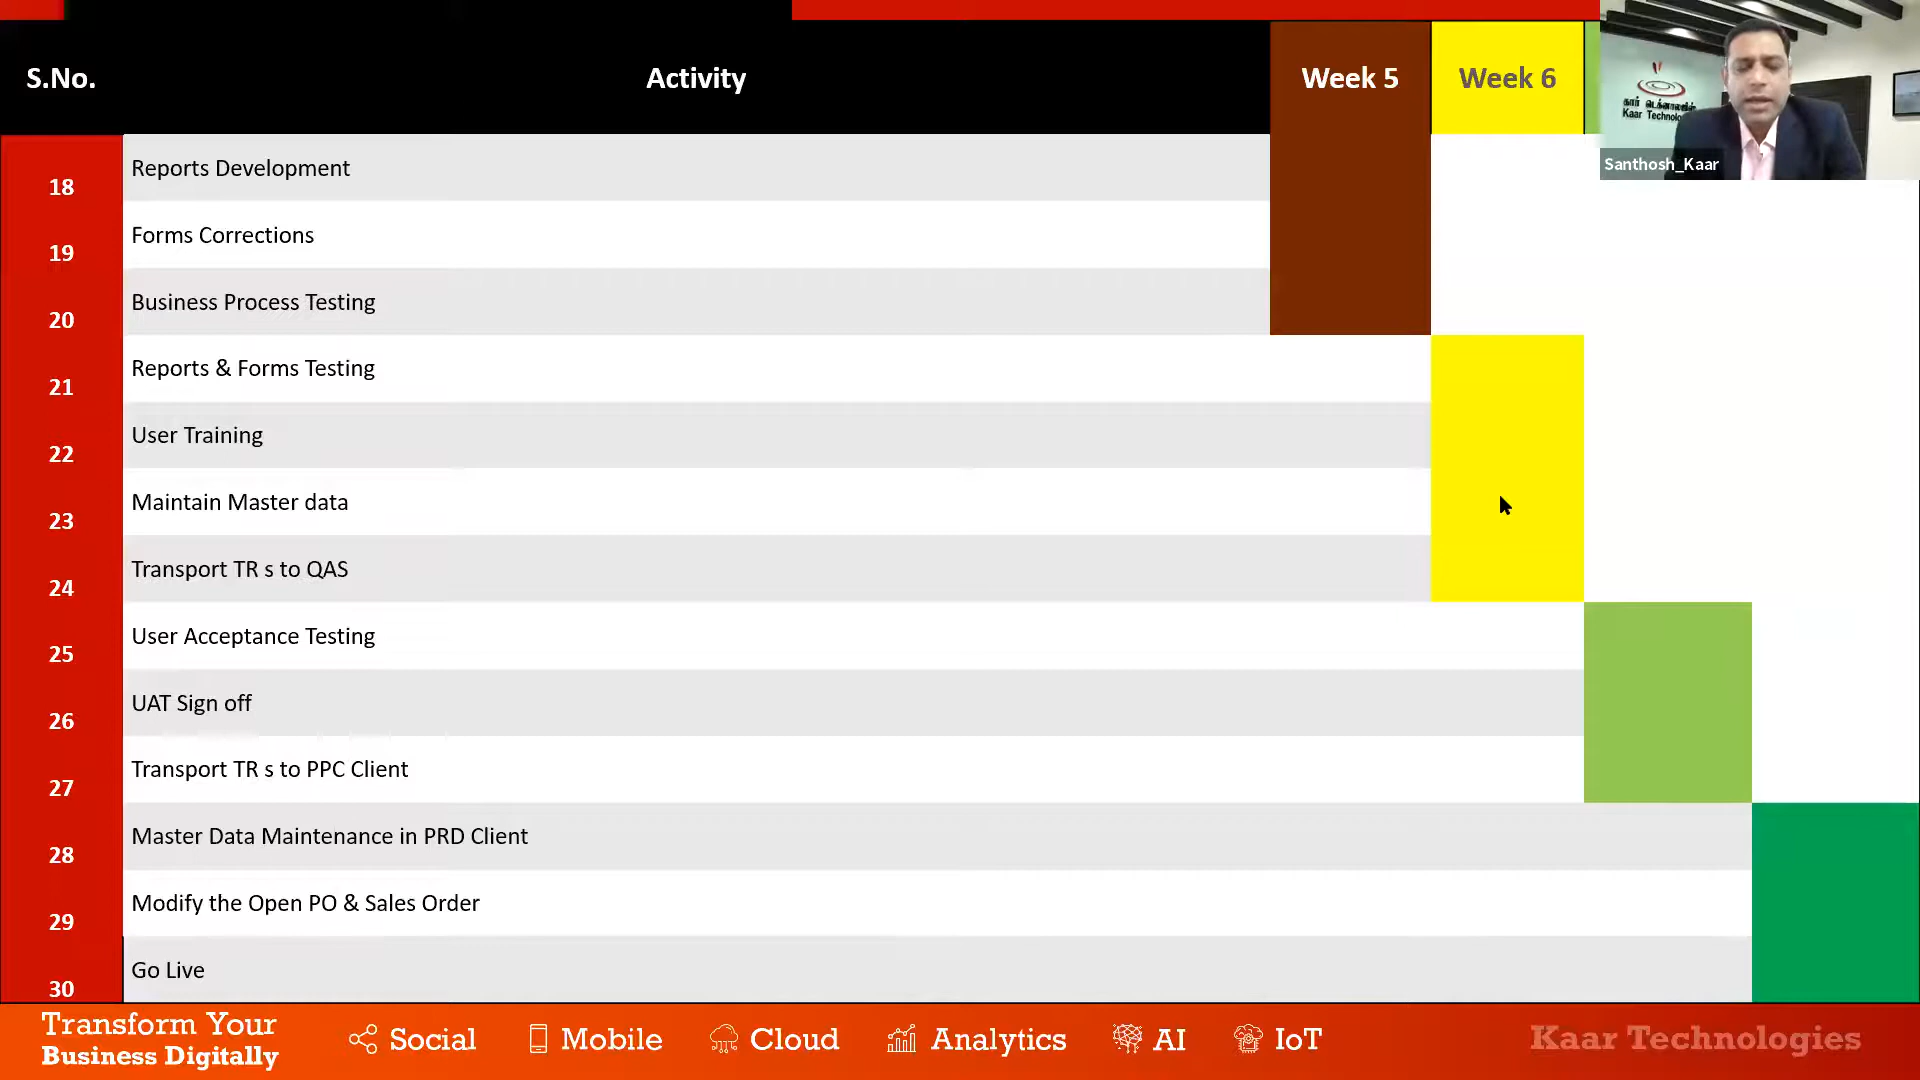 S.No.
Activity
Week 5
Week 6
கார் டெக்னாலஜிஸ்
Kaar Technolo
Santhosh_Kaar
18 Reports Development
19 Forms Corrections
20 Business Process Testing
21 Reports & Forms Testing
22 User Training
23 Maintain Master data
24 Transport TR s to QAS
25 User Acceptance Testing
26 UAT Sign off
27 Transport TR s to PPC Client
28 Master Data Maintenance in PRD Client
29 Modify the Open PO & Sales Order
30 Go Live
Transform Your
Business Digitally
Social
Mobile
Cloud
Analytics
AI
IoT
Kaar Technologies